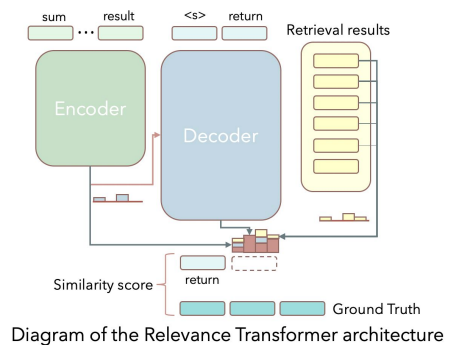 sum ••• result
<s> return
Retrieval results
Encoder
Decoder
Similarity score
return
Ground Truth
Diagram of the Relevance Transformer architecture